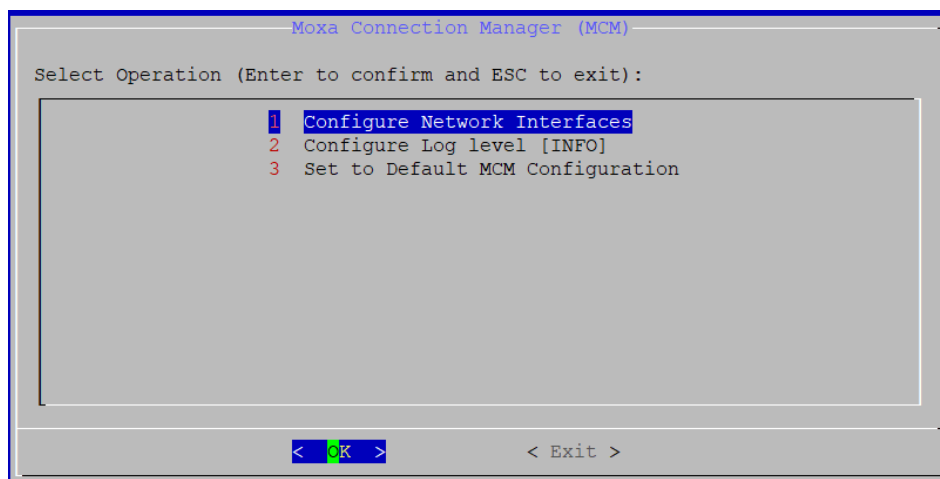 Moxa Connection Manager (MCM)
Select Operation (Enter to confirm and ESC to exit):
1 Configure Network Interfaces
2 Configure Log level [INFO]
3 Set to Default MCM Configuration
< OK > < Exit >